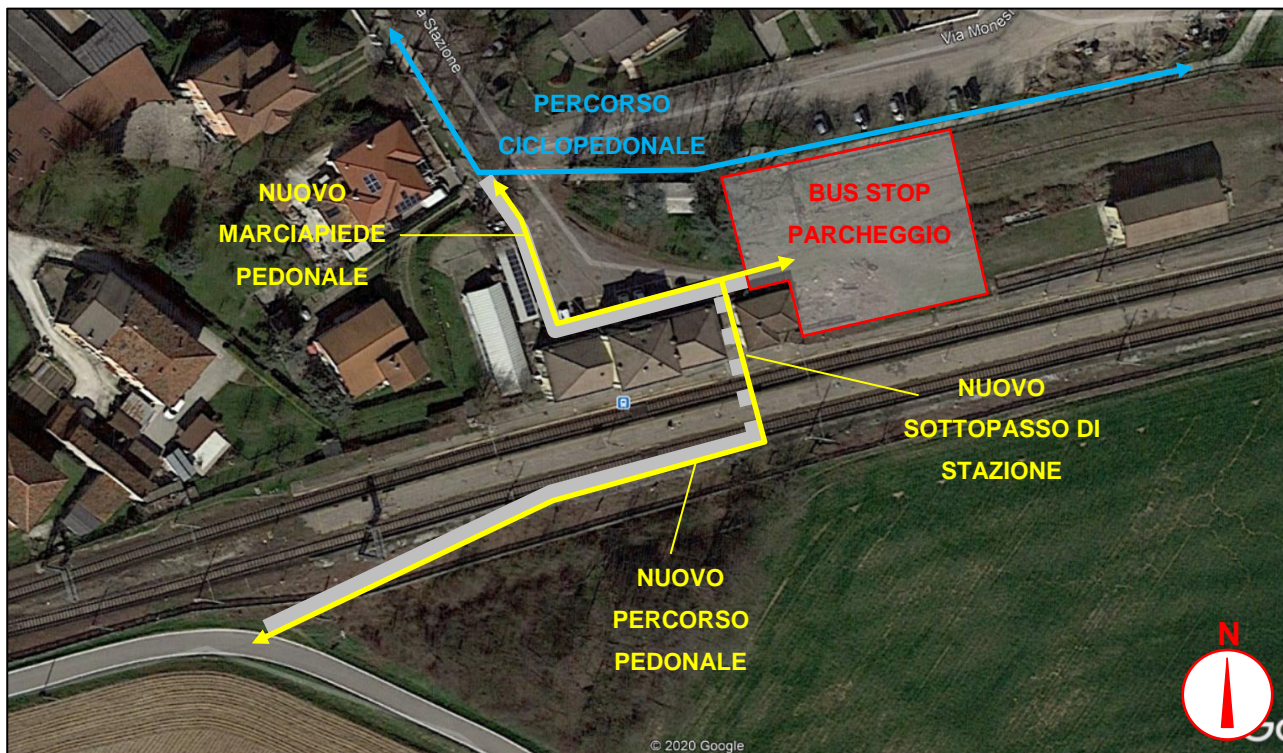 a Stazione
Via Monesi
PERCORSO
CICLOPEDONALE
NUOVO
MARCIAPIEDE
PEDONALE
BUS STOP
PARCHEGGIO
NUOVO
SOTTOPASSO DI
STAZIONE
NUOVO
PERCORSO
PEDONALE
N
© 2020 Google
GO